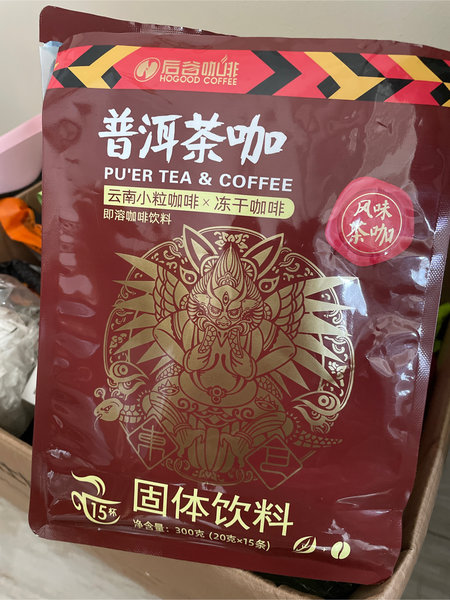 后谷咖啡
HOGOOD COFFEE
普洱茶咖
PU'ER TEA & COFFEE
云南小粒咖啡×冻干咖啡
即溶咖啡饮料
风味
茶咖
15杯
固体饮料
净含量：300克 (20克×15条)